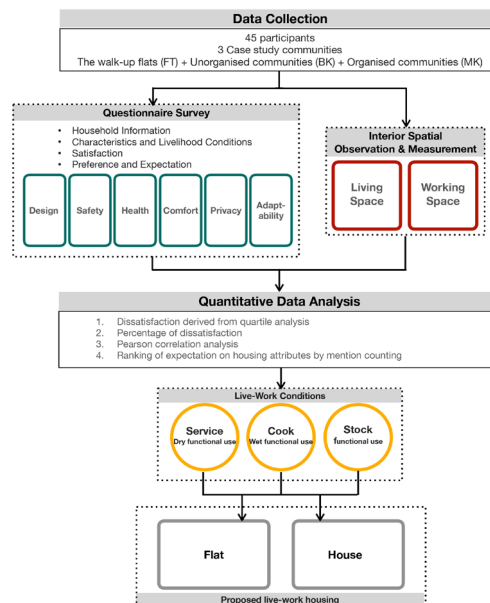 Data Collection
45 participants
3 Case study communities
The walk-up flats (FT) + Unorganised communities (BK) + Organised communities (MK)
Questionnaire Survey
• Household Information
• Characteristics and Livelihood Conditions
• Satisfaction
• Preference and Expectation
Design
Safety
Health
Comfort
Privacy
Adapt-
ability
Interior Spatial
Observation & Measurement
Living
Space
Working
Space
Quantitative Data Analysis
1. Dissatisfaction derived from quartile analysis
2. Percentage of dissatisfaction
3. Pearson correlation analysis
4. Ranking of expectation on housing attributes by mention counting
Live-Work Conditions
Service
Dry functional use
Cook
Wet functional use
Stock
functional use
Flat
House
Proposed live-work housing